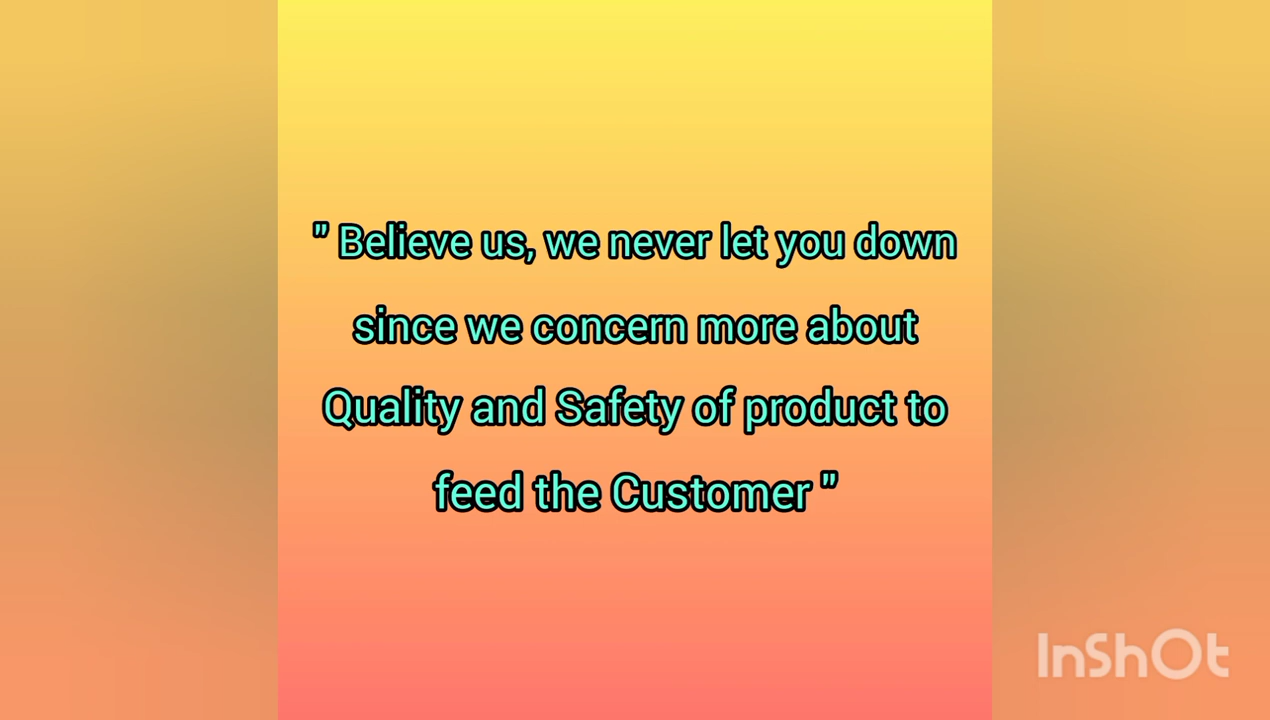 " Believe us, we never let you down
since we concern more about
Quality and Safety of product to
feed the Customer "
InShOt